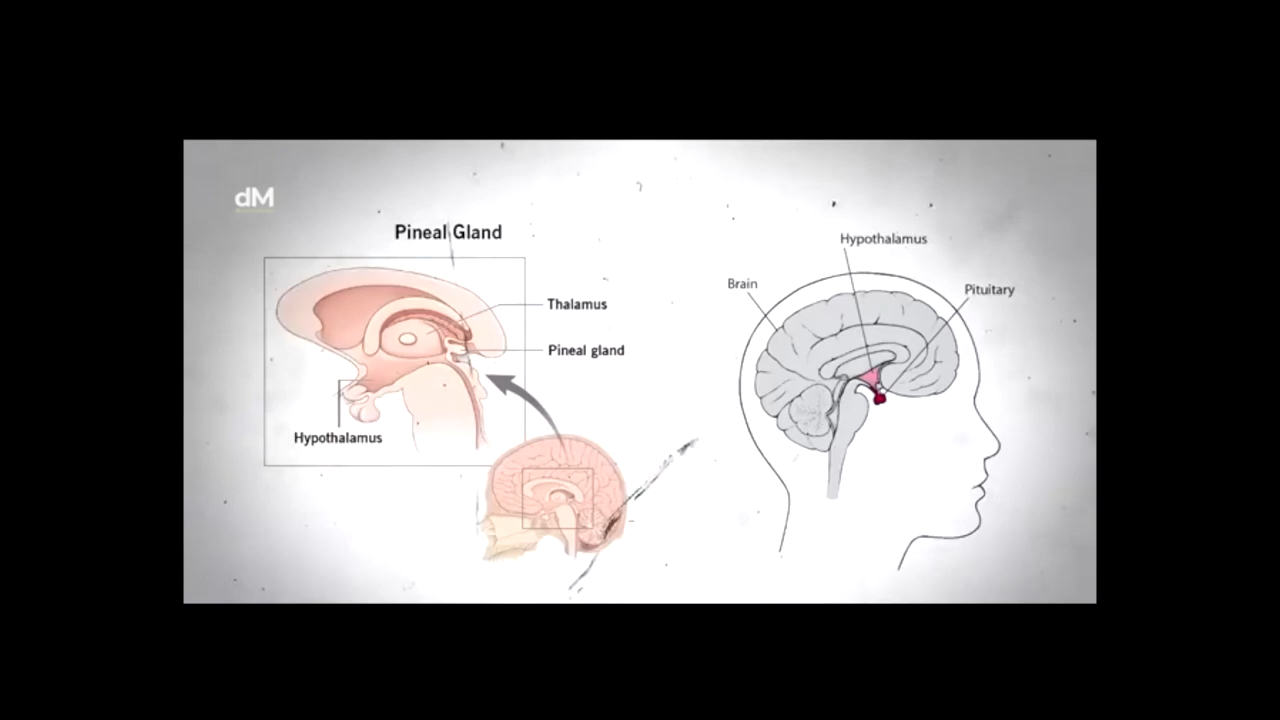 dM
Pineal Gland
Thalamus
Pineal gland
Hypothalamus
Hypothalamus
Brain
Pituitary